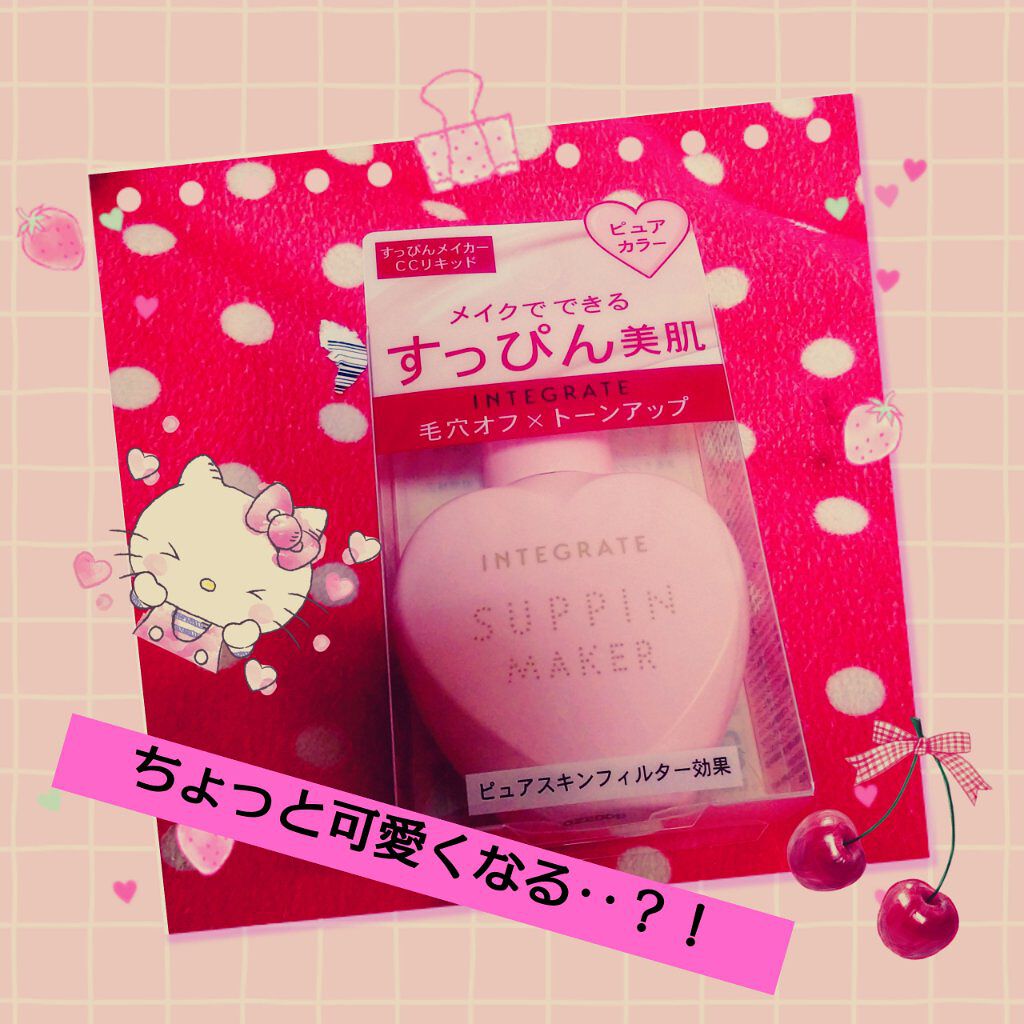 ピュア
カラー
すっぴんメイカー
CCリキッド
メイクで できる
すっぴん美肌
INTEGRATE
毛穴オフ×トーンアップ
INTEGRATE
SUPPIN
MAKER
ピュアスキンフィルター効果
ちょっと可愛くなる‥？！